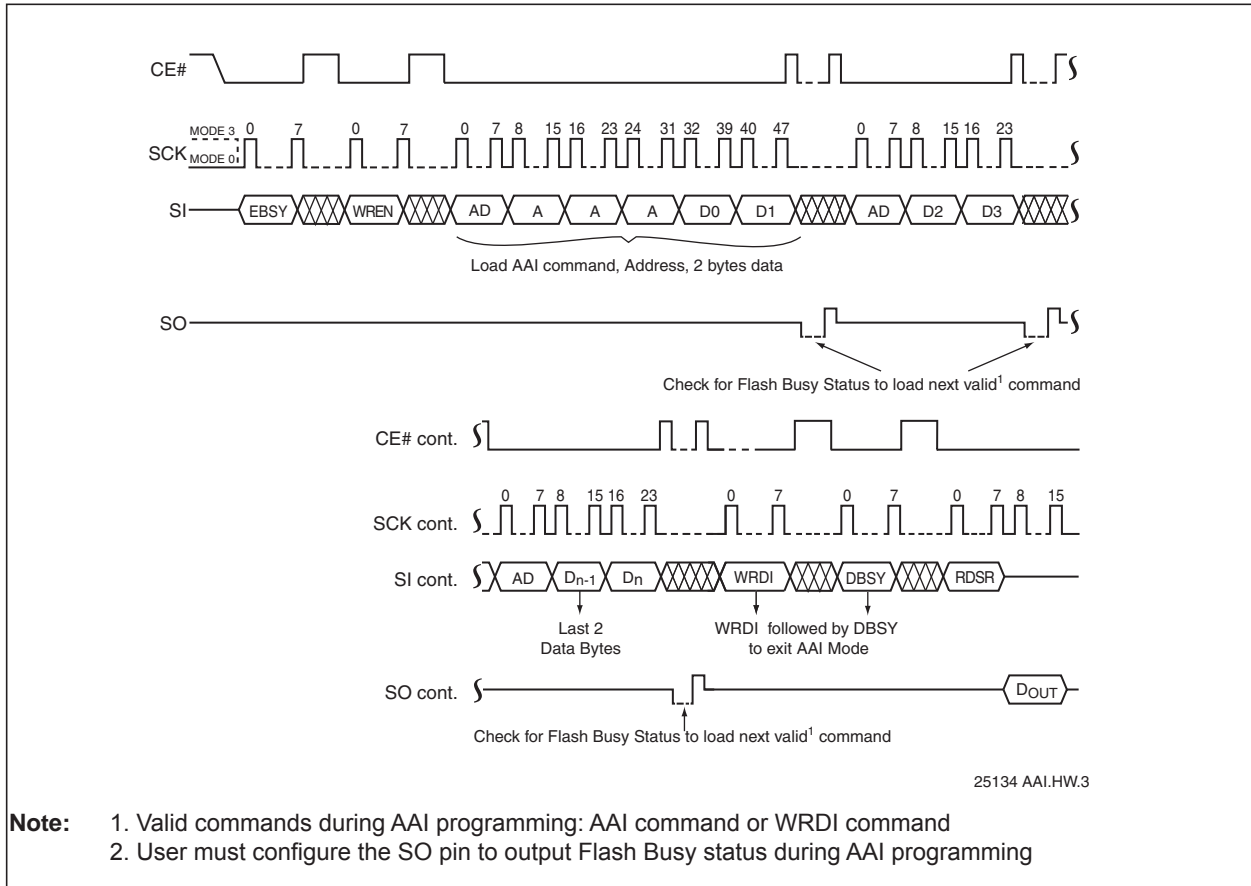 CE#
MODE 3 0 7 0 7 0 7 8 15 16 23 24 31 32 39 40 47 0 7 8 15 16 23
SCK MODE 0
SI EBSY WREN AD A A A D0 D1 AD D2 D3
Load AAI command, Address, 2 bytes data
SO
Check for Flash Busy Status to load next valid1 command
CE# cont.
0 7 8 15 16 23 0 7 0 7 0 7 8 15
SCK cont.
SI cont. AD Dn-1 Dn WRDI DBSY RDSR
Last 2 WRDI followed by DBSY
Data Bytes to exit AAI Mode
SO cont. DOUT
Check for Flash Busy Status to load next valid1 command
25134 AAI.HW.3
Note: 1. Valid commands during AAI programming: AAI command or WRDI command
2. User must configure the SO pin to output Flash Busy status during AAI programming